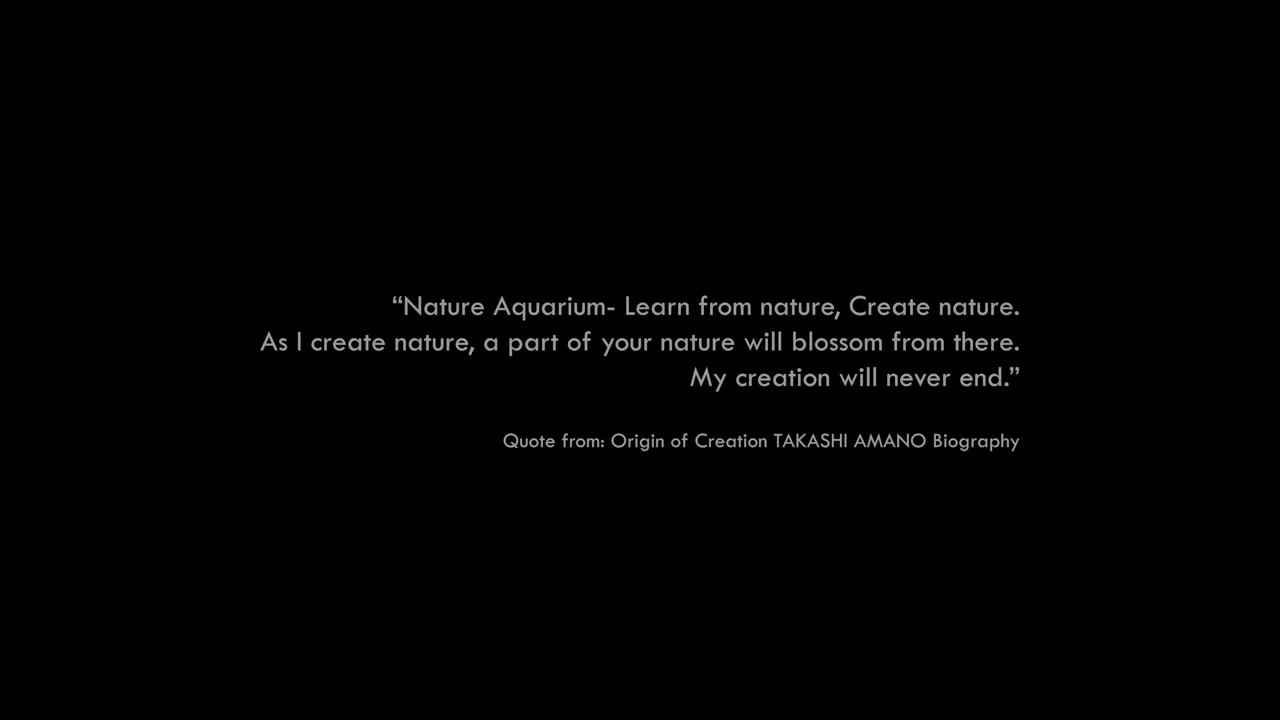 “Nature Aquarium- Learn from nature, Create nature.
As I create nature, a part of your nature will blossom from there.
My creation will never end.”
Quote from: Origin of Creation TAKASHI AMANO Biography